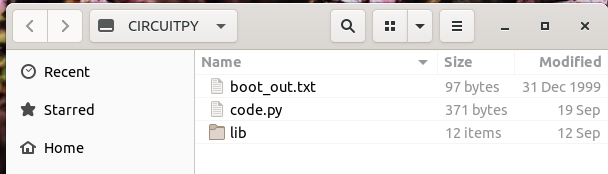 CIRCUITPY
Name Size Modified
Recent
boot_out.txt 97 bytes 31 Dec 1999
Starred
code.py 371 bytes 19 Sep
lib 12 items 12 Sep
Home